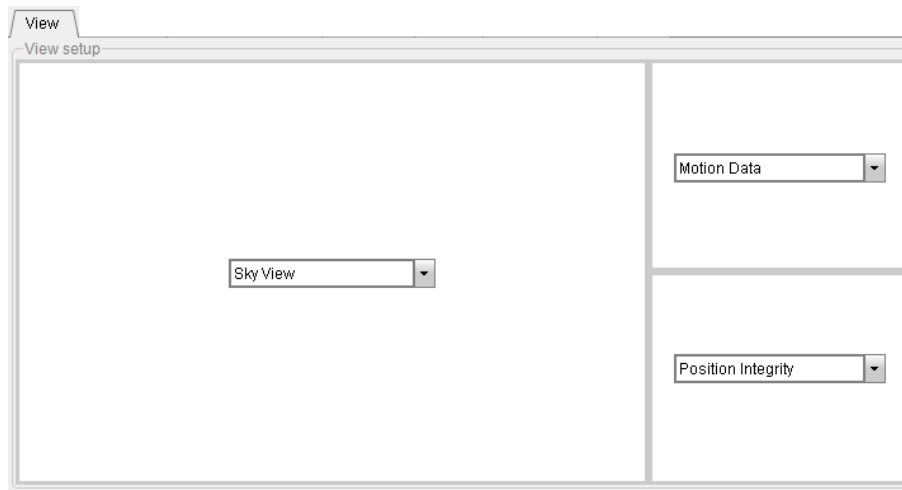 View
View setup
Motion Data
Sky View
Position Integrity